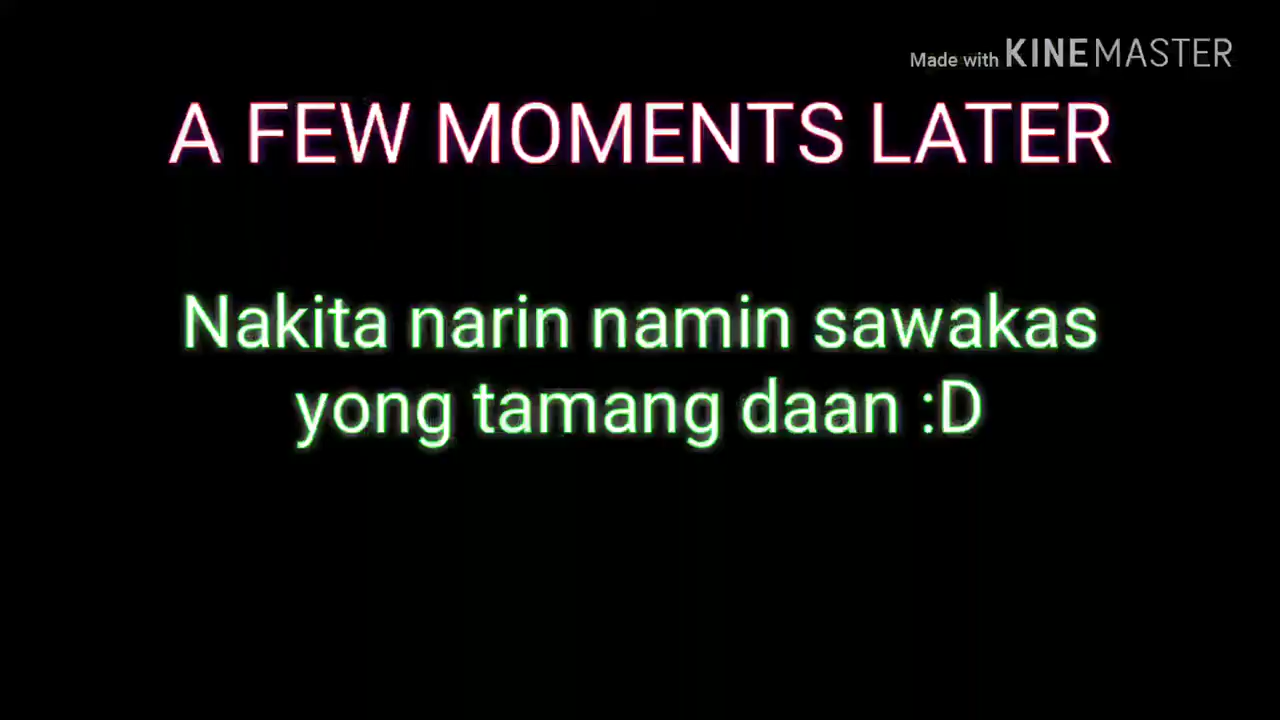 Made with KINEMASTER
A FEW MOMENTS LATER
Nakita narin namin sawakas
yong tamang daan :D